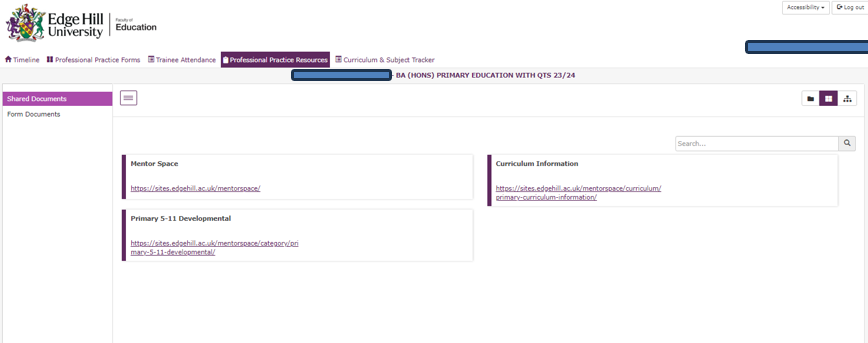 Accessibility
Log out
Edge Hill
University
Faculty of
Education
Timeline Professional Practice Forms Trainee Attendance Professional Practice Resources Curriculum & Subject Tracker
- BA (HONS) PRIMARY EDUCATION WITH QTS 23/24
Shared Documents
Form Documents
Search...
Mentor Space
https://sites.edgehill.ac.uk/mentorspace/
Curriculum Information
https://sites.edgehill.ac.uk/mentorspace/curriculum/
primary-curriculum-information/
Primary 5-11 Developmental
https://sites.edgehill.ac.uk/mentorspace/category/pri
mary-5-11-developmental/